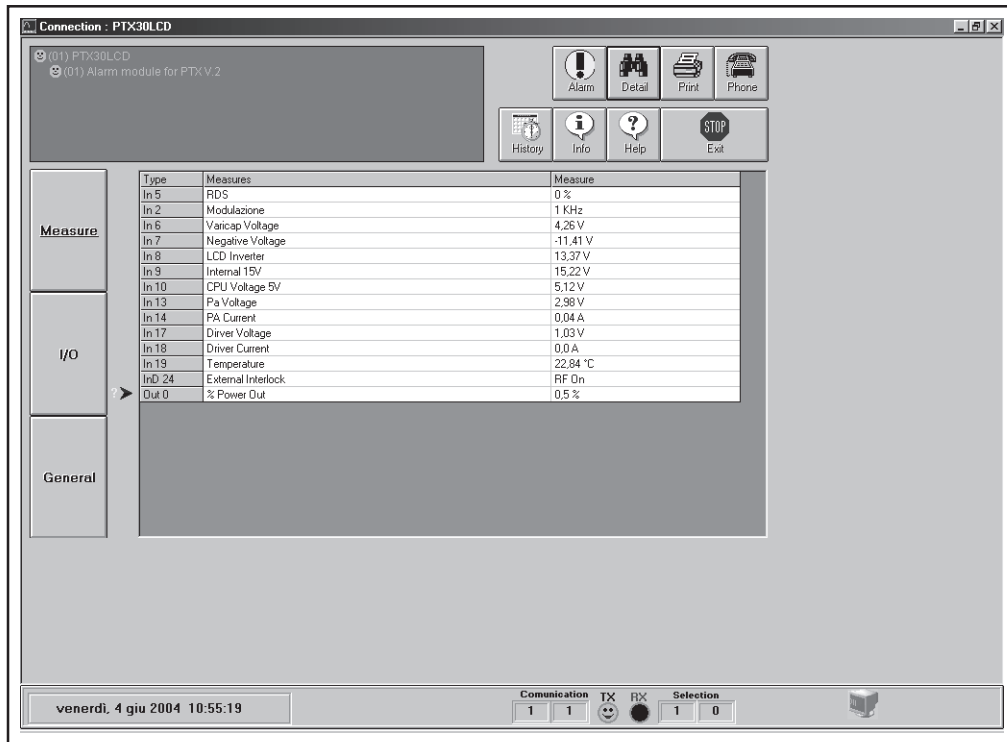 Connection : PTX30LCD
(01) PTX30LCD
(01) Alarm module for PTX V.2
Alarm Detail Print Phone
History Info Help STOP Exit
Measure
I/O
General
Type Measures Measure
In 5 RDS 0 %
In 2 Modulazione 1 KHz
In 6 Varicap Voltage 4,26 V
In 7 Negative Voltage -11,41 V
In 8 LCD Inverter 13,37 V
In 9 Internal 15V 15,22 V
In 10 CPU Voltage 5V 5,12 V
In 13 Pa Voltage 2,98 V
In 14 PA Current 0,04 A
In 17 Dirver Voltage 1,03 V
In 18 Driver Current 0,0 A
In 19 Temperature 22,84 °C
InD 24 External Interlock RF On
Out 0 % Power Out 0,5 %
venerdì, 4 giu 2004 10:55:19
Comunication TX RX Selection
1 1 1 0